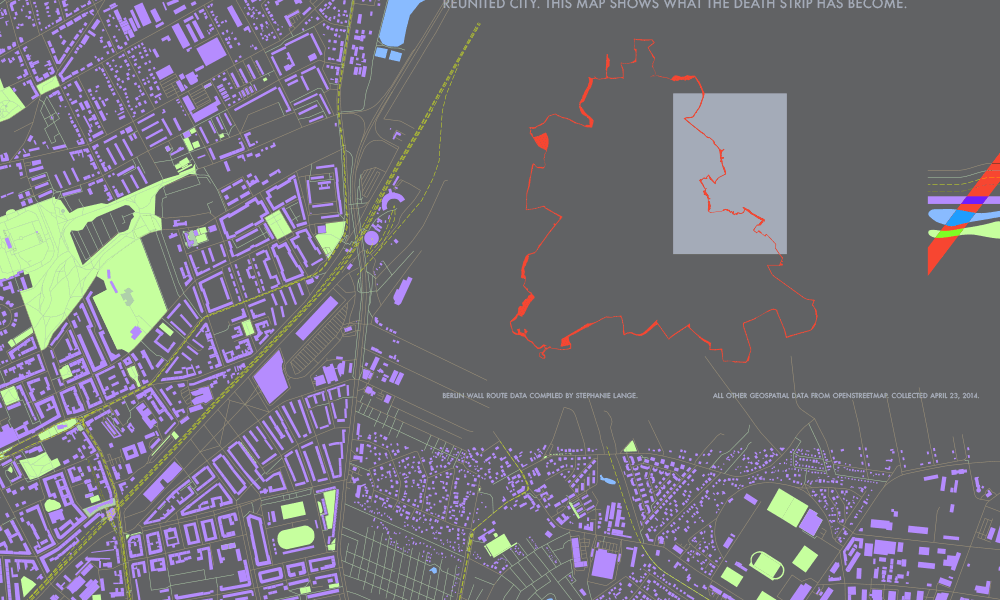 REUNITED CITY. THIS MAP SHOWS WHAT THE DEATH STRIP HAS BECOME.
BERLIN WALL ROUTE DATA COMPILED BY STEPHANIE LANGE.
ALL OTHER GEOSPATIAL DATA FROM OPENSTREETMAP. COLLECTED APRIL 23, 2014.